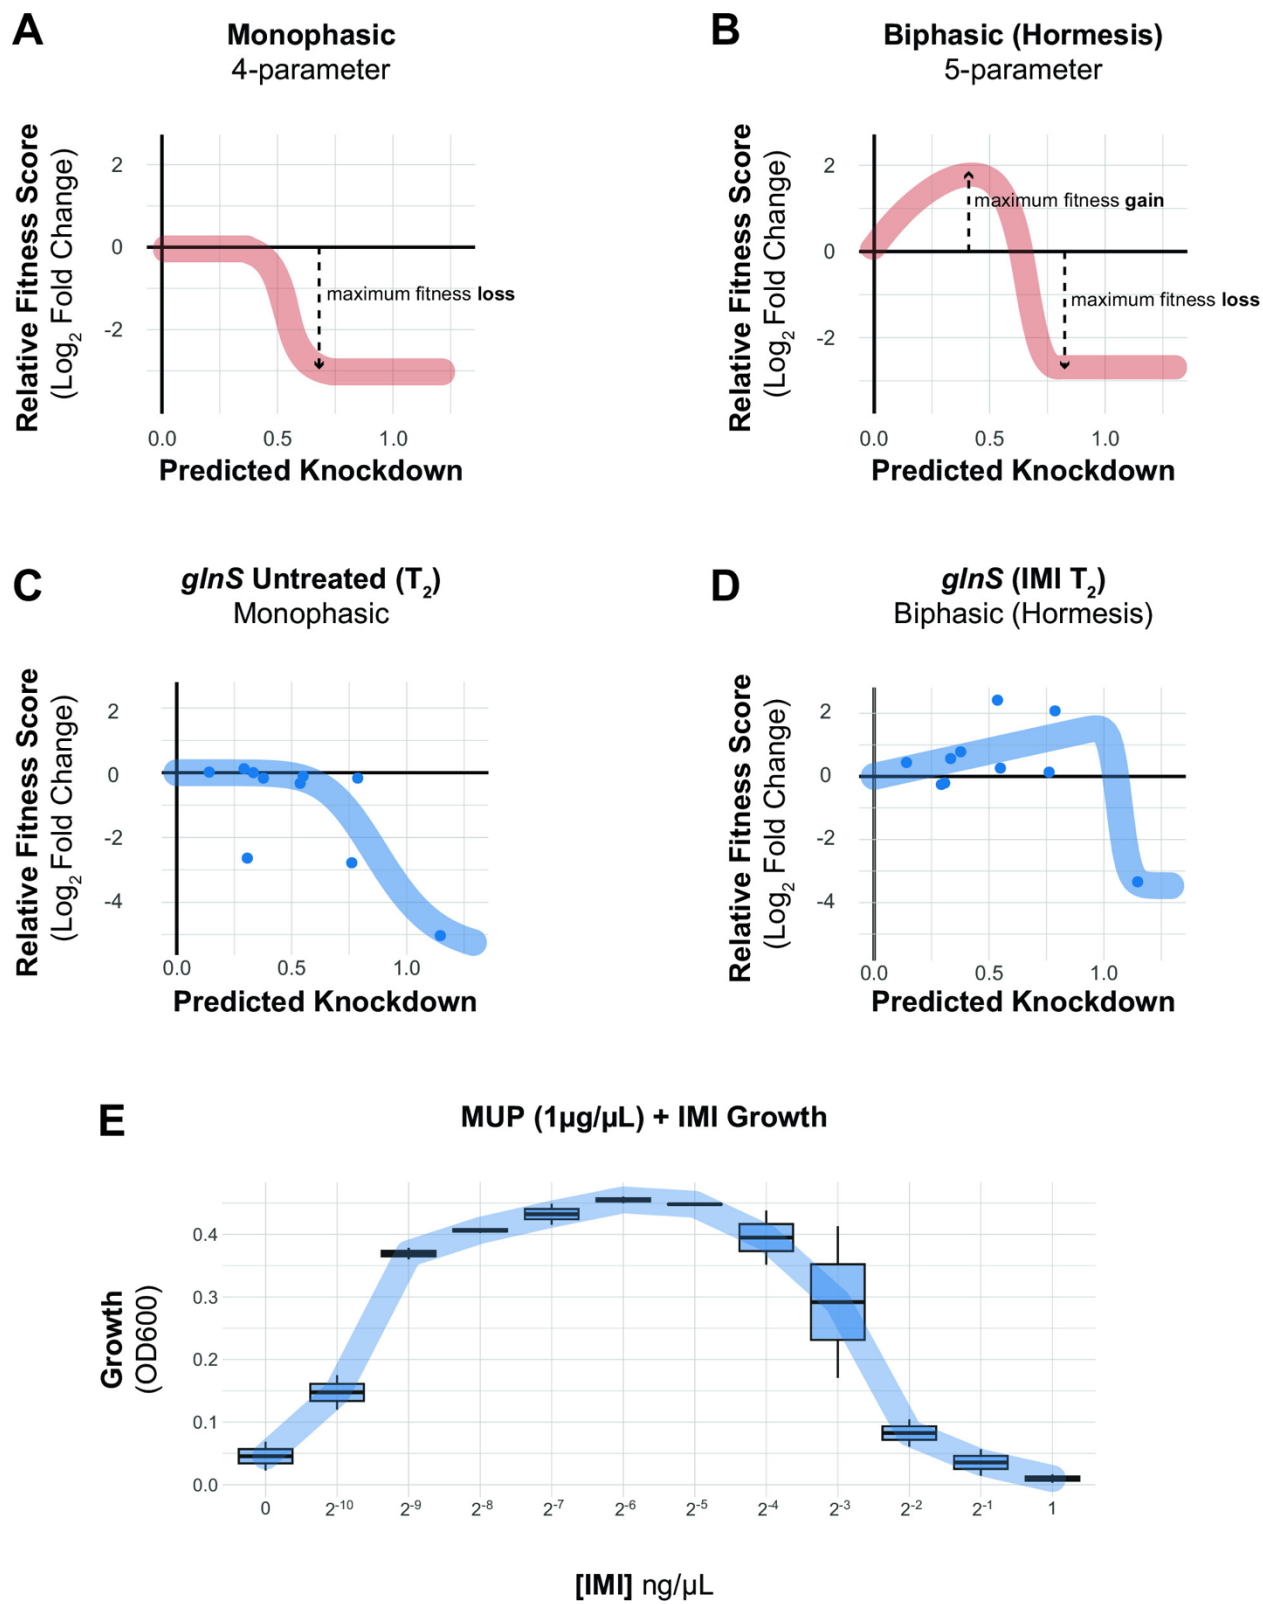 A
Monophasic
4-parameter
Relative Fitness Score
(Log2 Fold Change)
2
0
-2
maximum fitness loss
0.0 0.5 1.0
Predicted Knockdown
B
Biphasic (Hormesis)
5-parameter
Relative Fitness Score
(Log2 Fold Change)
2
0
-2
maximum fitness gain
maximum fitness loss
0.0 0.5 1.0
Predicted Knockdown
C
glnS Untreated (T2)
Monophasic
Relative Fitness Score
(Log2 Fold Change)
2
0
-2
-4
0.0 0.5 1.0
Predicted Knockdown
D
glnS (IMI T2)
Biphasic (Hormesis)
Relative Fitness Score
(Log2 Fold Change)
2
0
-2
-4
0.0 0.5 1.0
Predicted Knockdown
E
MUP (1µg/µL) + IMI Growth
Growth
(OD600)
0.4
0.3
0.2
0.1
0.0
0 2-10 2-9 2-8 2-7 2-6 2-5 2-4 2-3 2-2 2-1 1
[IMI] ng/µL